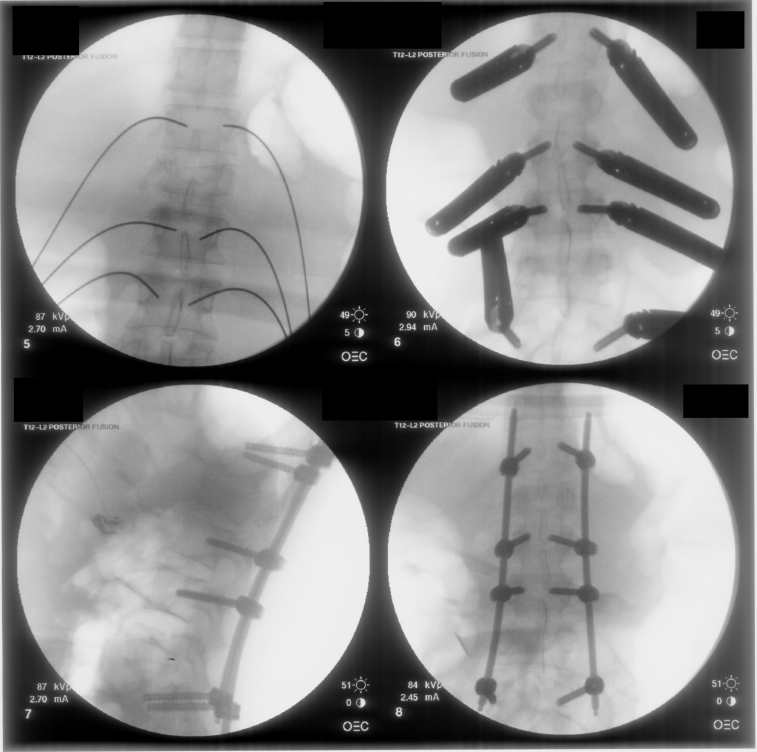 T12-L2 POSTERIOR FUSION
87 kVp
2.70 mA
5
49
5
OEC
T12-L2 POSTERIOR FUSION
90 kVp
2.94 mA
6
49
5
OEC
T12-L2 POSTERIOR FUSION
87 kVp
2.70 mA
7
51
0
OEC
T12-L2 POSTERIOR FUSION
84 kVp
2.45 mA
8
51
0
OEC